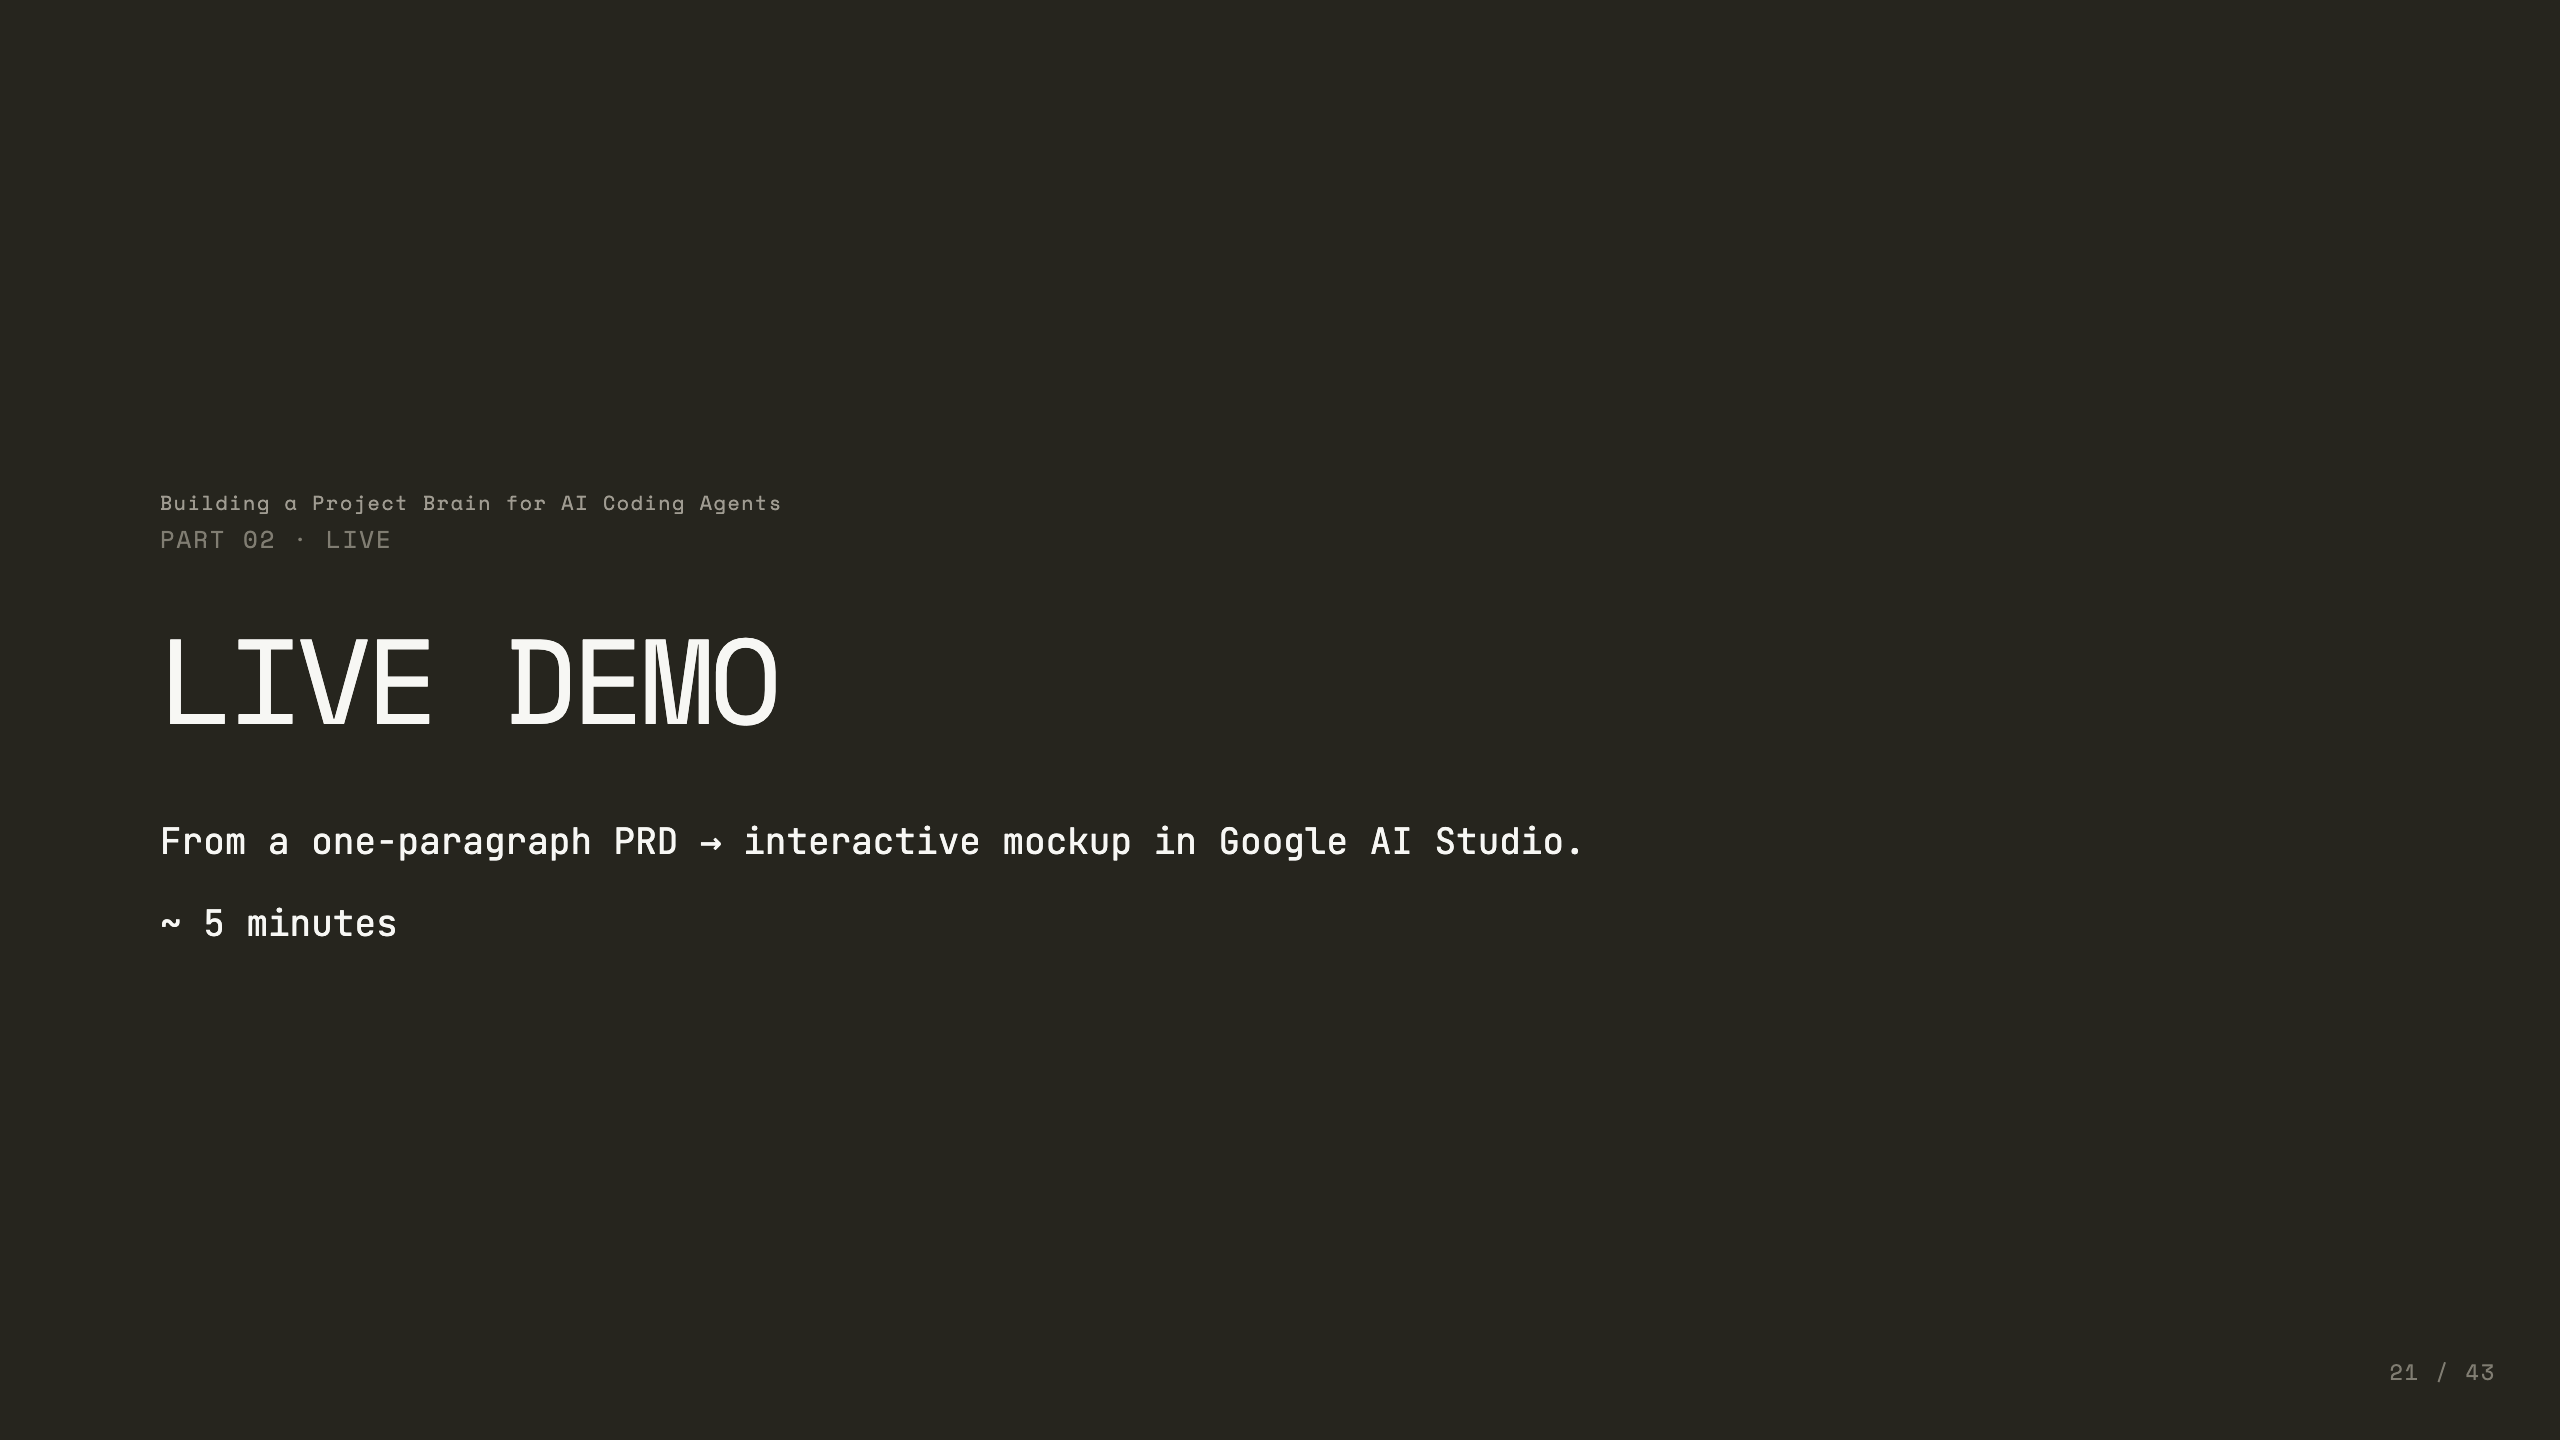 Building a Project Brain for AI Coding Agents
PART 02 · LIVE
LIVE DEMO
From a one-paragraph PRD → interactive mockup in Google AI Studio.
~ 5 minutes
21 / 43